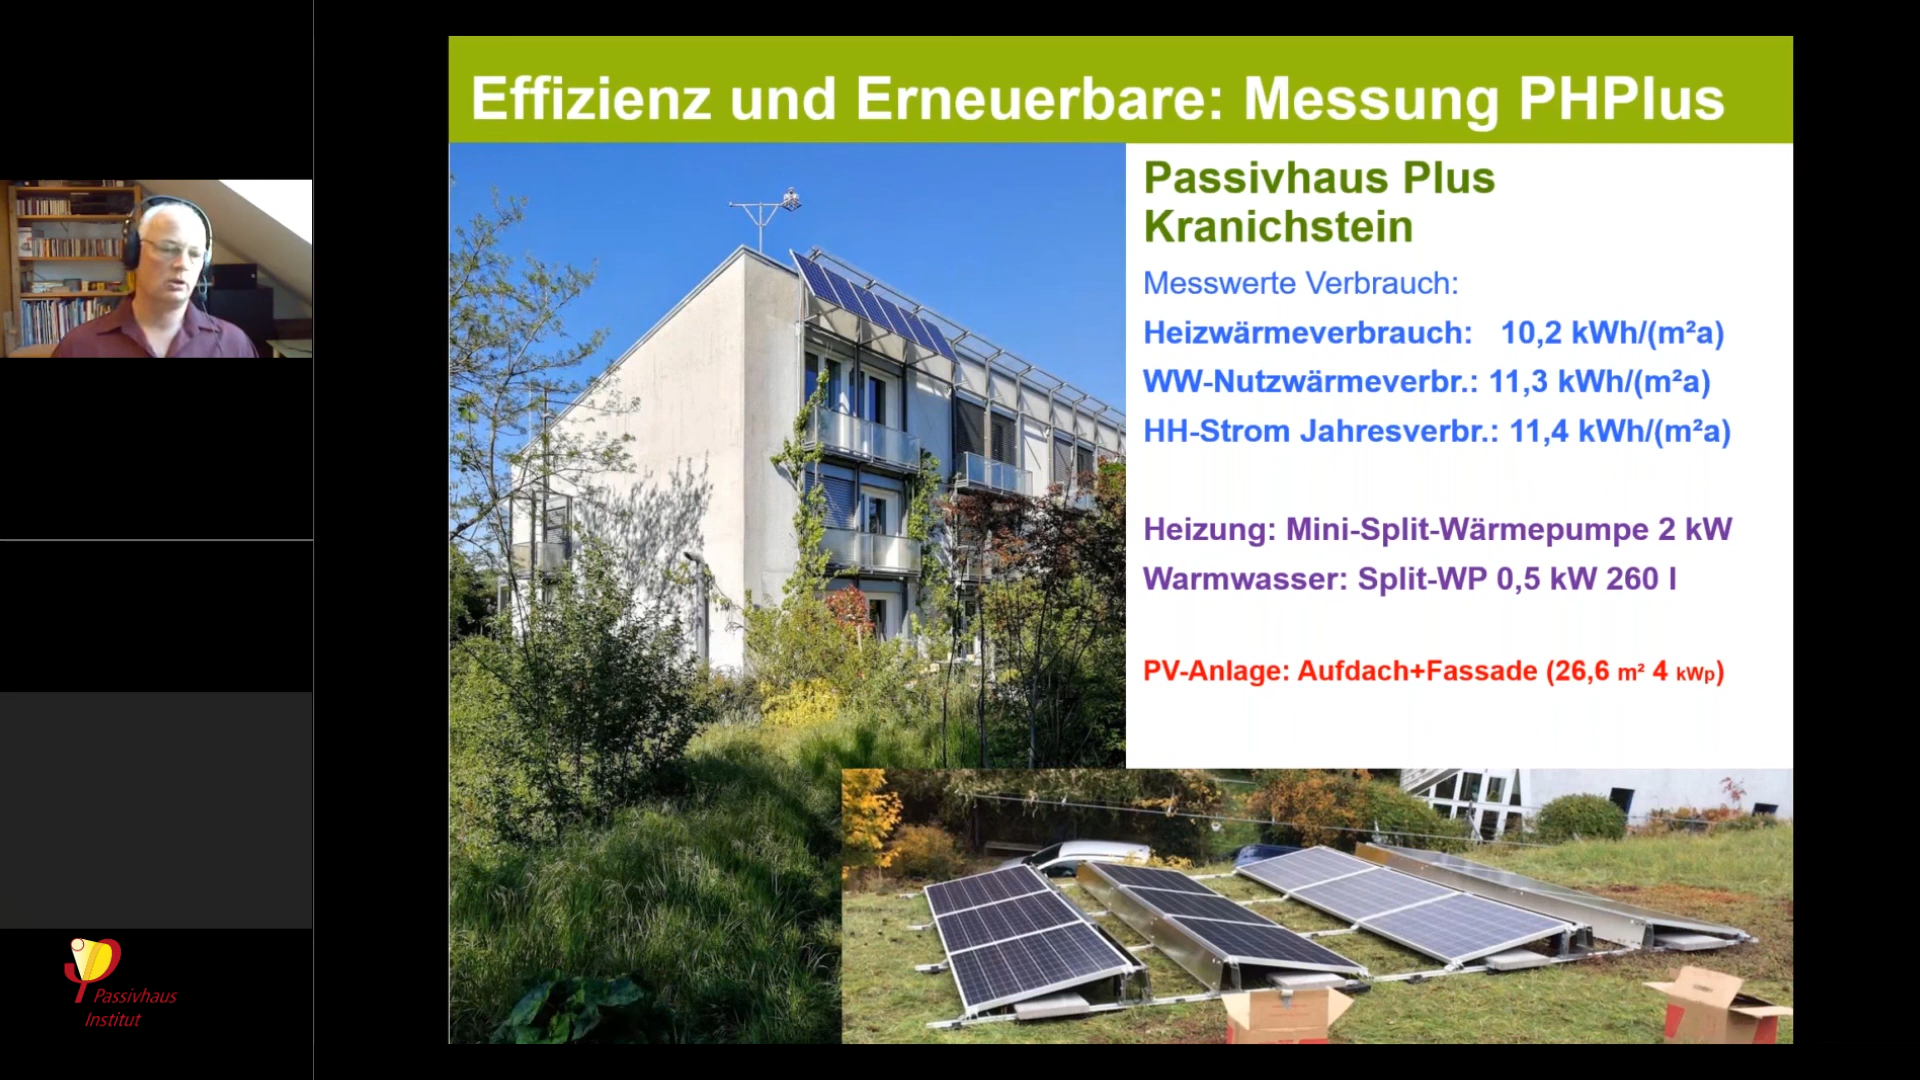 Effizienz und Erneuerbare: Messung PHPlus
Passivhaus Plus
Kranichstein
Messwerte Verbrauch:
Heizwärmeverbrauch: 10,2 kWh/(m²a)
WW-Nutzwärmeverbr.: 11,3 kWh/(m²a)
HH-Strom Jahresverbr.: 11,4 kWh/(m²a)
Heizung: Mini-Split-Wärmepumpe 2 kW
Warmwasser: Split-WP 0,5 kW 260 l
PV-Anlage: Aufdach+Fassade (26,6 m² 4 kWp)
Passivhaus
Institut